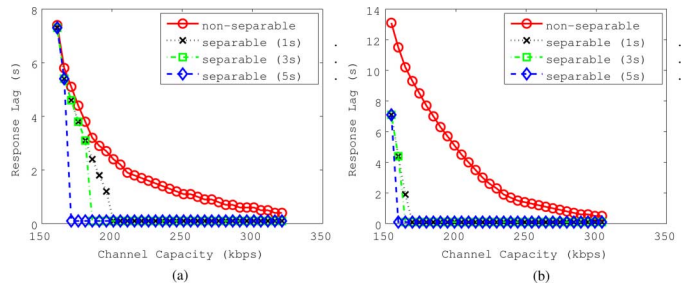 8
6
4
2
0
Response Lag (s)
non-separable
separable (1s)
separable (3s)
separable (5s)
150
200
250
300
350
Channel Capacity (kbps)
(a)
14
12
10
8
6
4
2
0
Response Lag (s)
non-separable
separable (1s)
separable (3s)
separable (5s)
150
200
250
300
350
Channel Capacity (kbps)
(b)